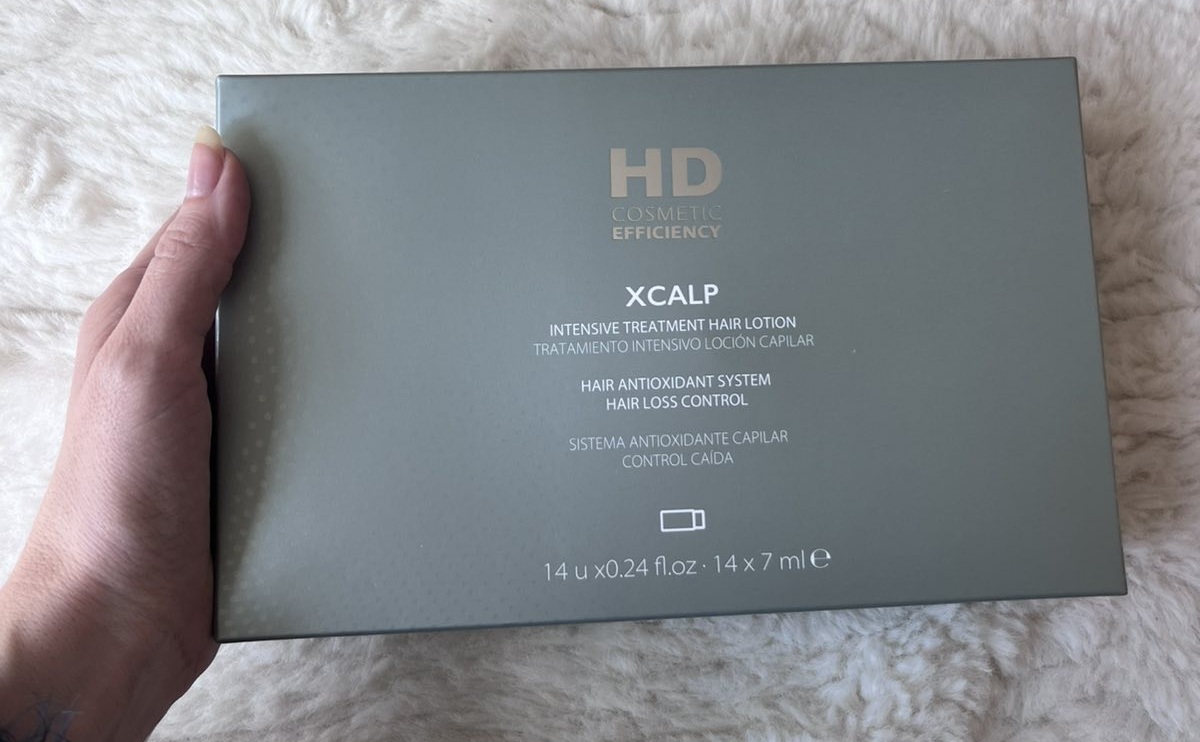 HD
COSMETIC
EFFICIENCY
XCALP
INTENSIVE TREATMENT HAIR LOTION
TRATAMIENTO INTENSIVO LOCIÓN CAPILAR
HAIR ANTIOXIDANT SYSTEM
HAIR LOSS CONTROL
SISTEMA ANTIOXIDANTE CAPILAR
CONTROL CAÍDA
14 u x0.24 fl.oz · 14 x 7 ml ℮